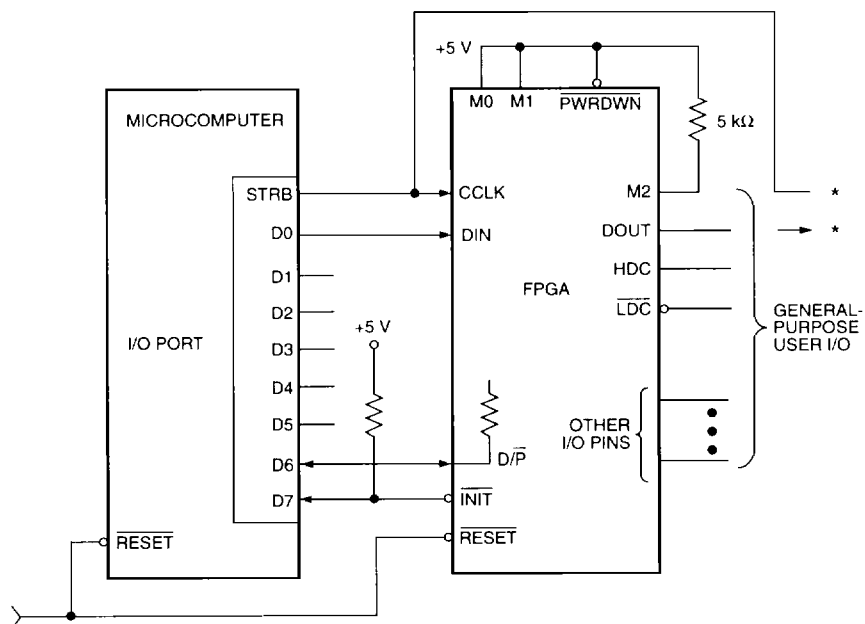 +5 V
M0 M1 PWRDWN
5 kΩ
MICROCOMPUTER
STRB
CCLK
M2
*
D0
DIN
DOUT
*
D1
HDC
D2
FPGA
LDC
GENERAL-
PURPOSE
USER I/O
+5 V
I/O PORT
D3
D4
D5
OTHER
I/O PINS
D6
D/P
D7
INIT
RESET
RESET